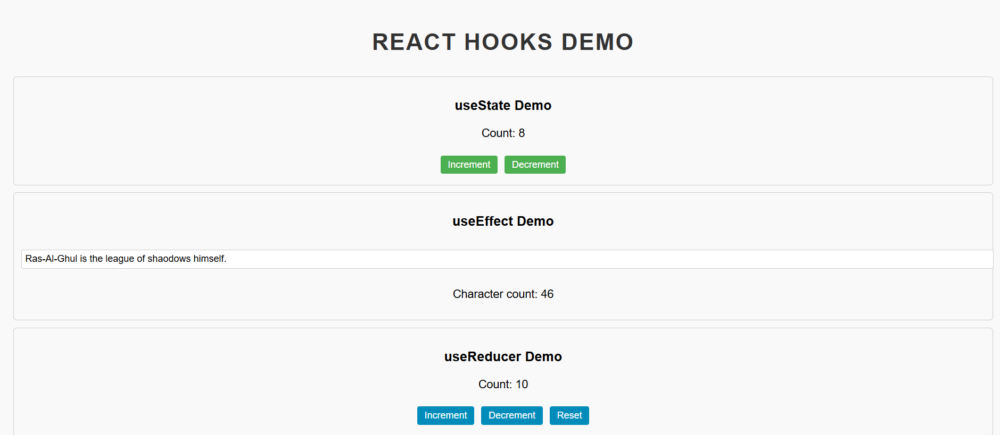 REACT HOOKS DEMO
useState Demo
Count: 8
Increment Decrement
useEffect Demo
Ras-Al-Ghul is the league of shaodows himself.
Character count: 46
useReducer Demo
Count: 10
Increment Decrement Reset